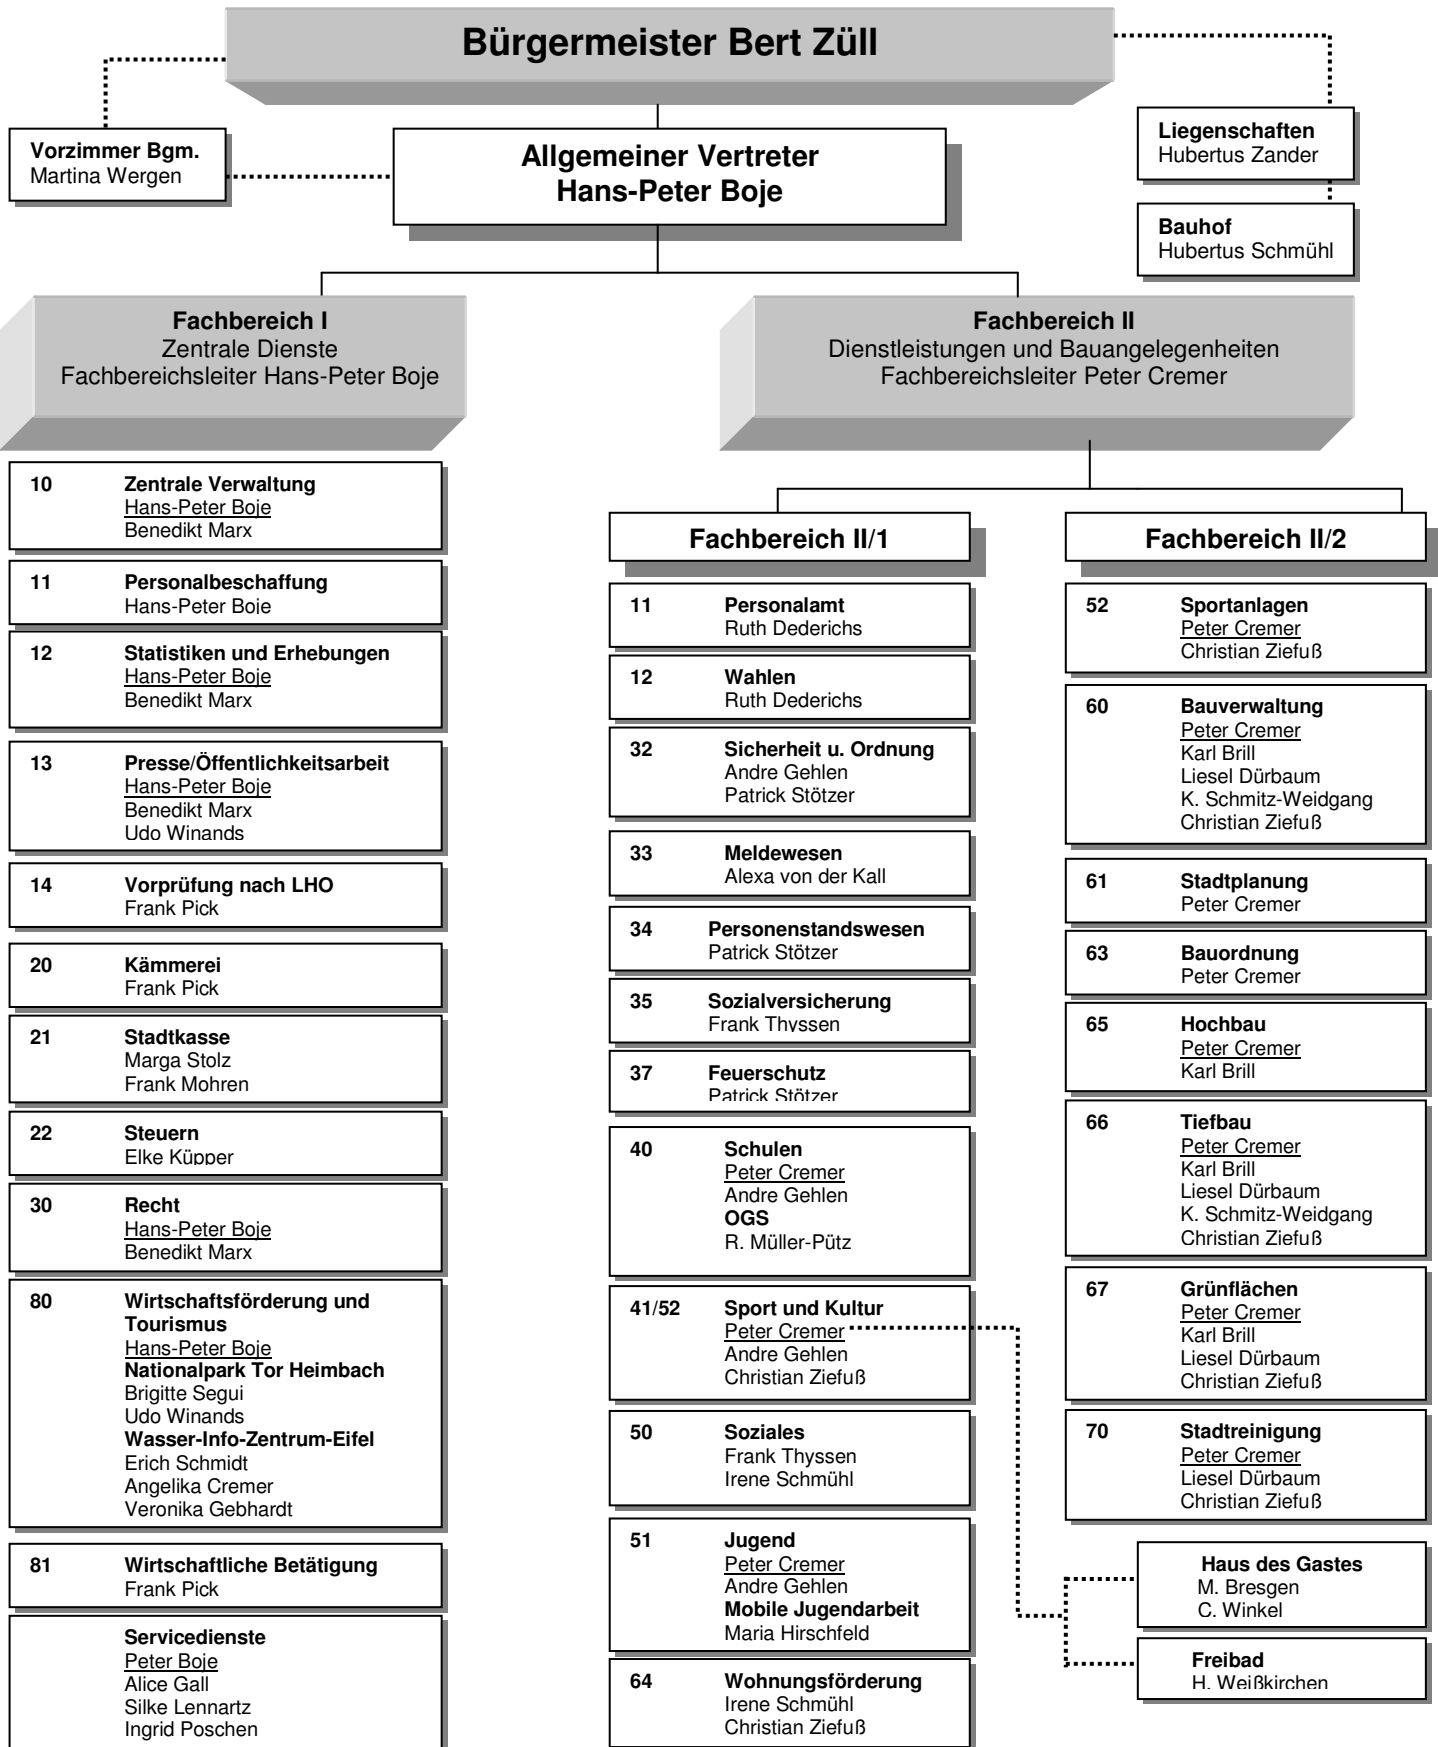 Bürgermeister Bert Züll
Vorzimmer Bgm.
Martina Wergen
Allgemeiner Vertreter
Hans-Peter Boje
Liegenschaften
Hubertus Zander
Bauhof
Hubertus Schmühl
Fachbereich I
Zentrale Dienste
Fachbereichsleiter Hans-Peter Boje
Fachbereich II
Dienstleistungen und Bauangelegenheiten
Fachbereichsleiter Peter Cremer
10 Zentrale Verwaltung
Hans-Peter Boje
Benedikt Marx
11 Personalbeschaffung
Hans-Peter Boje
12 Statistiken und Erhebungen
Hans-Peter Boje
Benedikt Marx
13 Presse/Öffentlichkeitsarbeit
Hans-Peter Boje
Benedikt Marx
Udo Winands
14 Vorprüfung nach LHO
Frank Pick
20 Kämmerei
Frank Pick
21 Stadtkasse
Marga Stolz
Frank Mohren
22 Steuern
Elke Küpper
30 Recht
Hans-Peter Boje
Benedikt Marx
80 Wirtschaftsförderung und
Tourismus
Hans-Peter Boje
Nationalpark Tor Heimbach
Brigitte Segui
Udo Winands
Wasser-Info-Zentrum-Eifel
Erich Schmidt
Angelika Cremer
Veronika Gebhardt
81 Wirtschaftliche Betätigung
Frank Pick
Servicedienste
Peter Boje
Alice Gall
Silke Lennartz
Ingrid Poschen
Fachbereich II/1
11 Personalamt
Ruth Dederichs
12 Wahlen
Ruth Dederichs
32 Sicherheit u. Ordnung
Andre Gehlen
Patrick Stötzer
33 Meldewesen
Alexa von der Kall
34 Personenstandswesen
Patrick Stötzer
35 Sozialversicherung
Frank Thyssen
37 Feuerschutz
Patrick Stötzer
40 Schulen
Peter Cremer
Andre Gehlen
OGS
R. Müller-Pütz
41/52 Sport und Kultur
Peter Cremer
Andre Gehlen
Christian Ziefuß
50 Soziales
Frank Thyssen
Irene Schmühl
51 Jugend
Peter Cremer
Andre Gehlen
Mobile Jugendarbeit
Maria Hirschfeld
64 Wohnungsförderung
Irene Schmühl
Christian Ziefuß
Fachbereich II/2
52 Sportanlagen
Peter Cremer
Christian Ziefuß
60 Bauverwaltung
Peter Cremer
Karl Brill
Liesel Dürbaum
K. Schmitz-Weidgang
Christian Ziefuß
61 Stadtplanung
Peter Cremer
63 Bauordnung
Peter Cremer
65 Hochbau
Peter Cremer
Karl Brill
66 Tiefbau
Peter Cremer
Karl Brill
Liesel Dürbaum
K. Schmitz-Weidgang
Christian Ziefuß
67 Grünflächen
Peter Cremer
Karl Brill
Liesel Dürbaum
Christian Ziefuß
70 Stadtreinigung
Peter Cremer
Liesel Dürbaum
Christian Ziefuß
Haus des Gastes
M. Bresgen
C. Winkel
Freibad
H. Weißkirchen